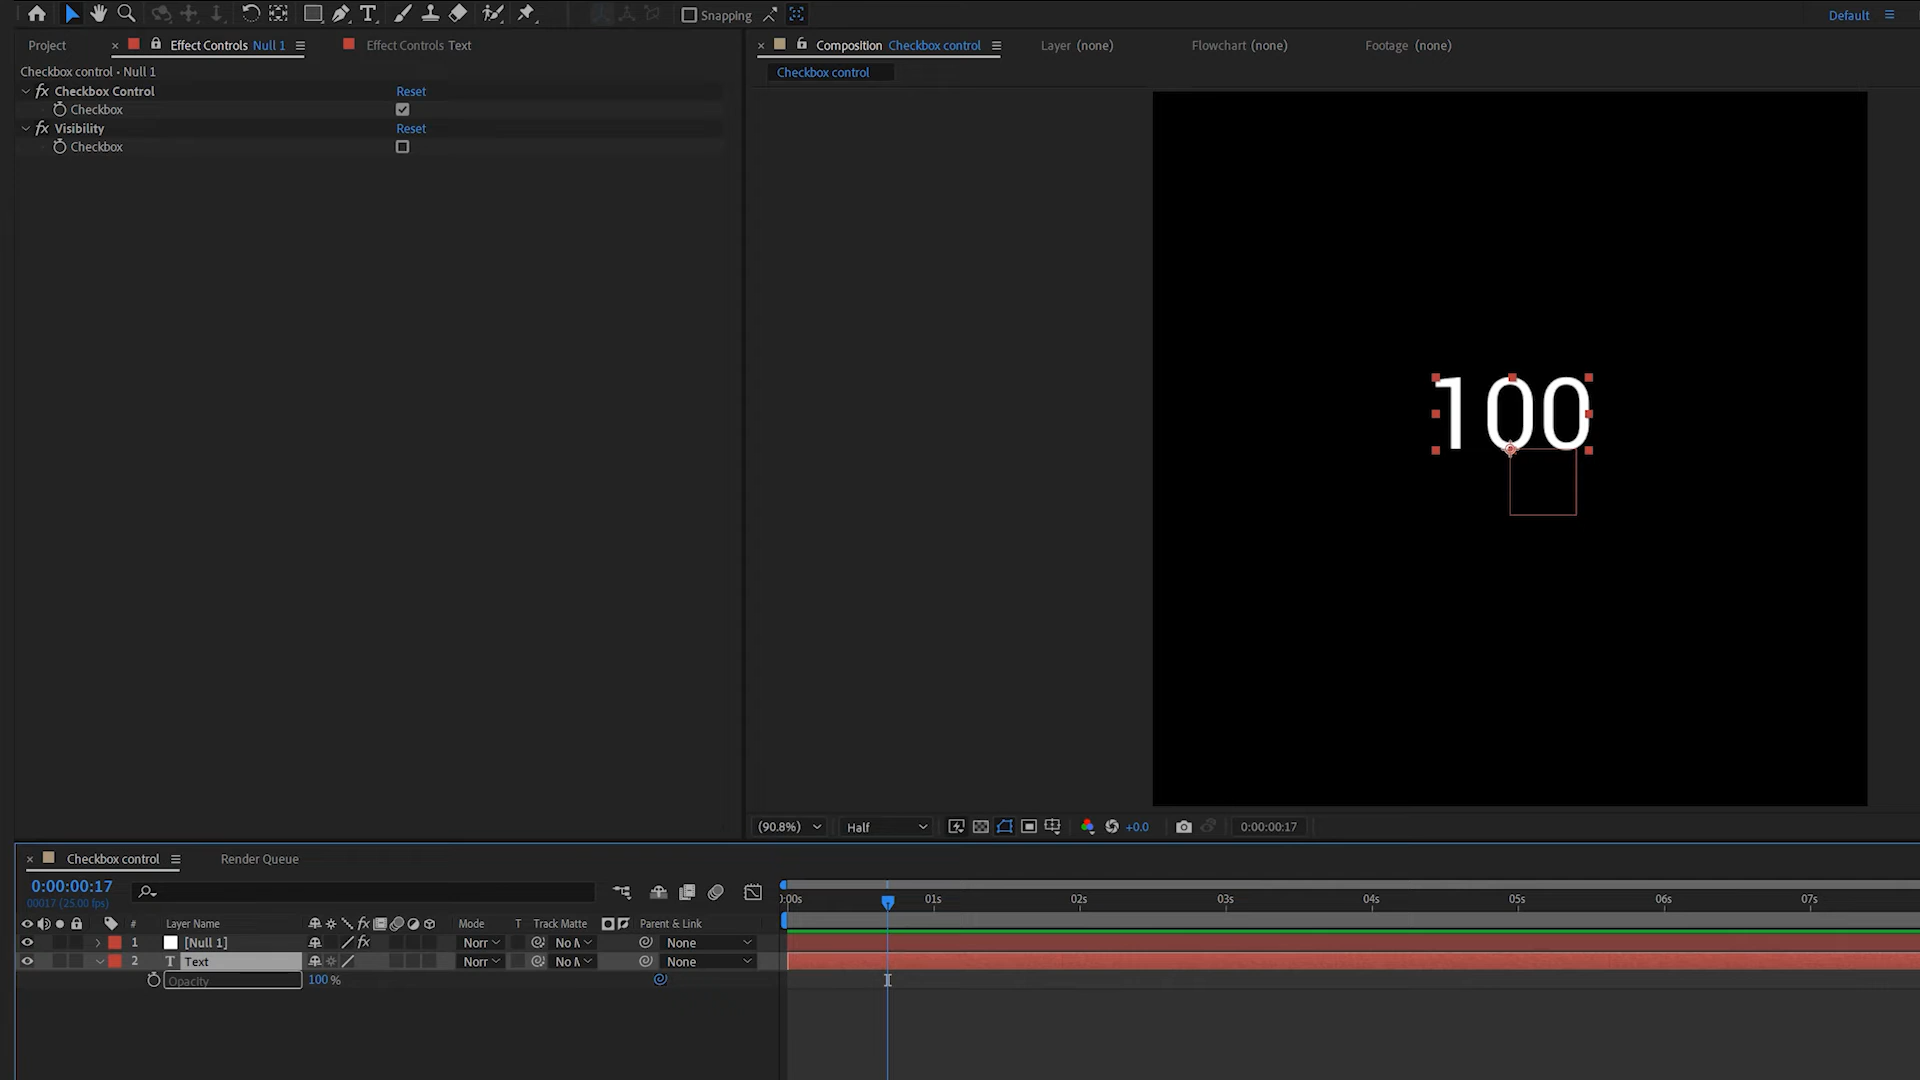 Snapping
Default
Project
Effect Controls Null 1
Effect Controls Text
Composition Checkbox control
Layer (none)
Flowchart (none)
Footage (none)
Checkbox control • Null 1
Checkbox control
fx Checkbox Control Reset
Checkbox
fx Visibility Reset
Checkbox
100
(90.8%)
Half
+0.0
0:00:00:17
Checkbox control
Render Queue
0:00:00:17
00017 (25.00 fps)
# Layer Name fx Mode T Track Matte Parent & Link
:00s 01s 02s 03s 04s 05s 06s 07s
1 [Null 1] fx Norr No M None
2 T Text Norr No M None
Opacity 100 %